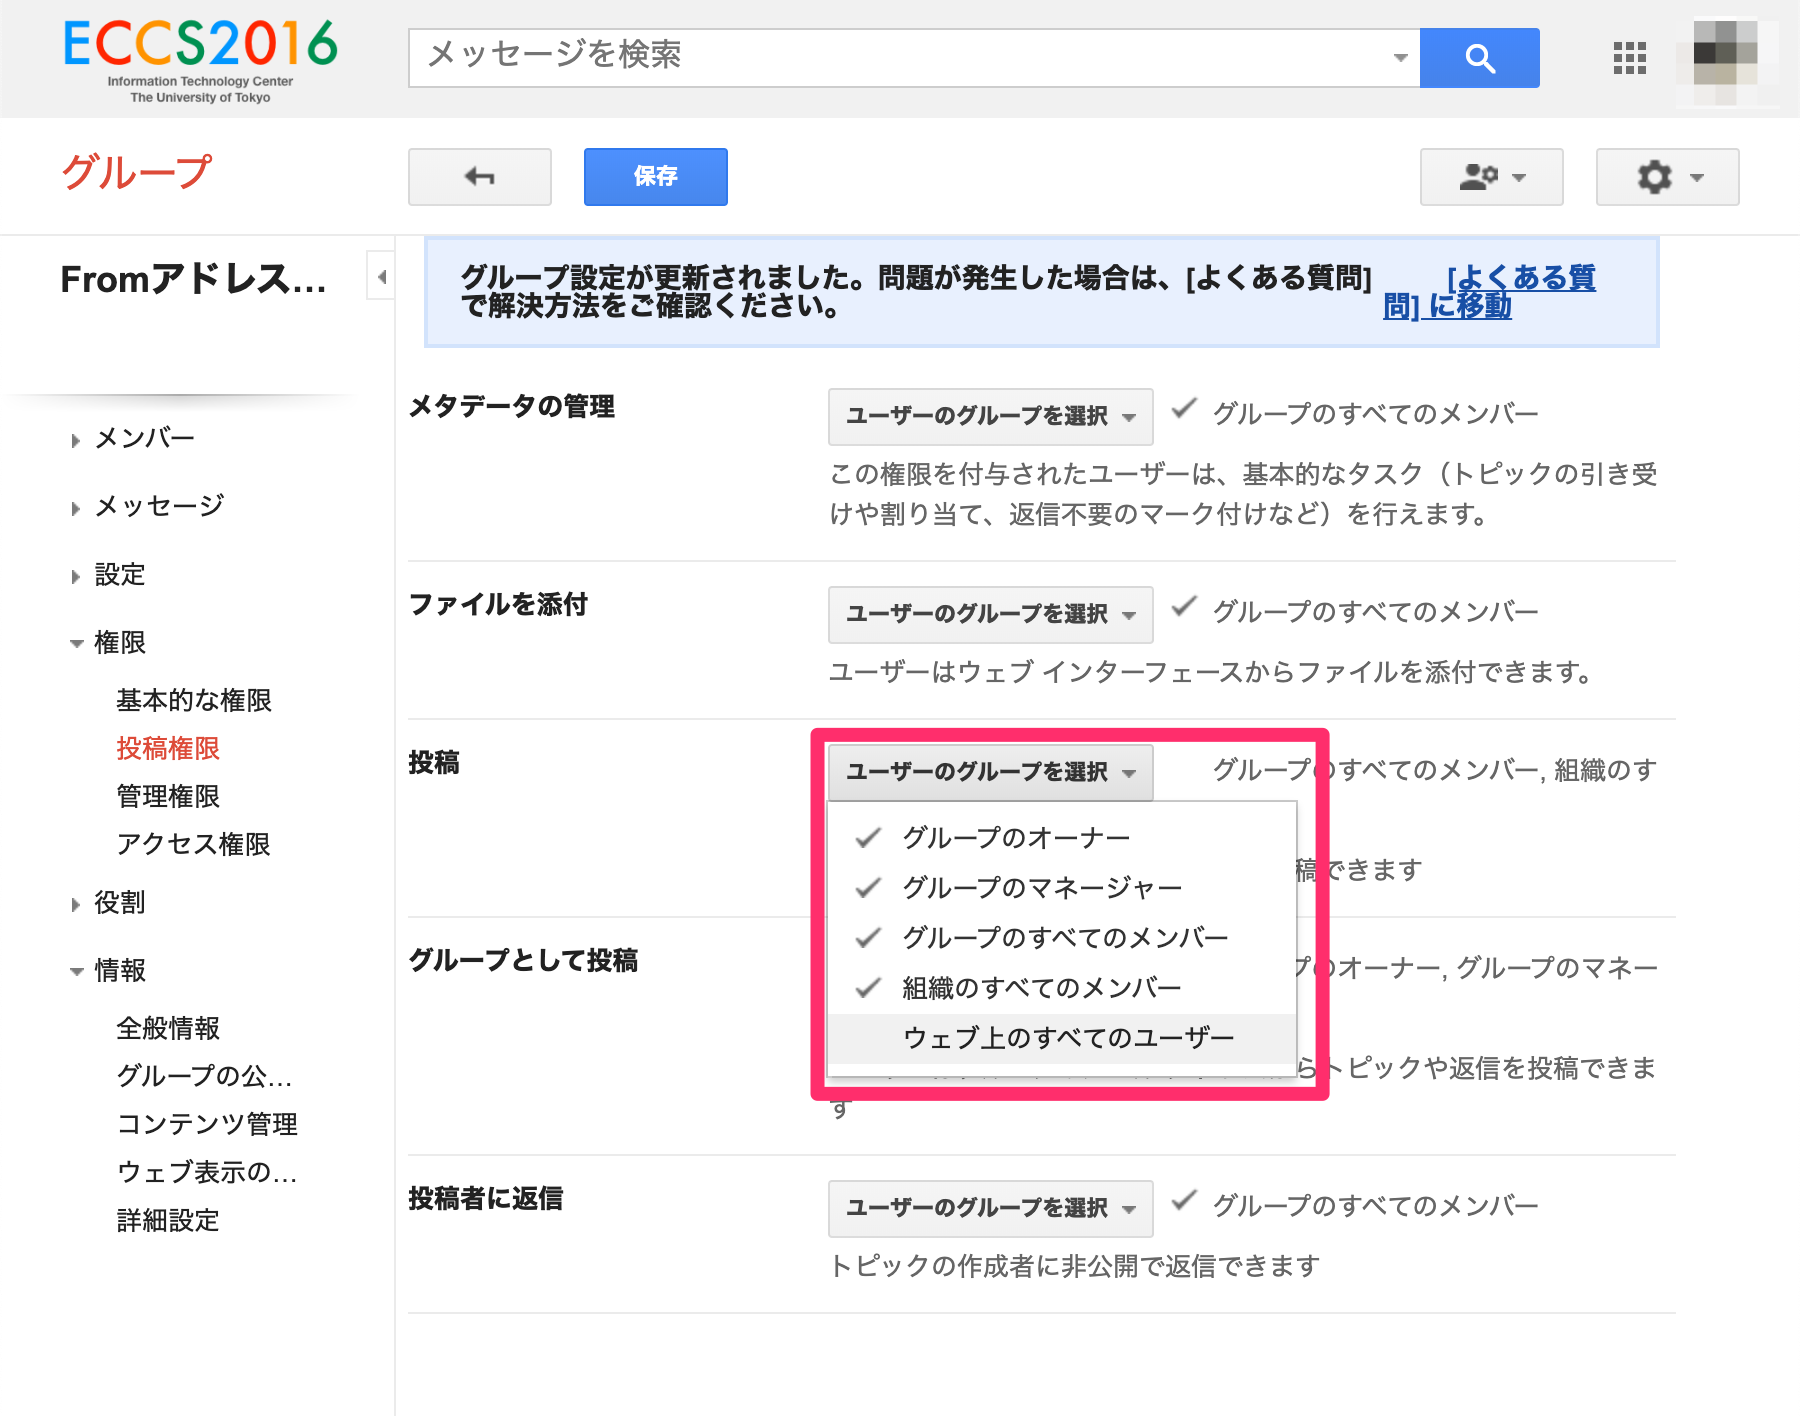 ECCS2016
Information Technology Center
The University of Tokyo
メッセージを検索
グループ
保存
Fromアドレス...
メンバー
メッセージ
設定
権限
基本的な権限
投稿権限
管理権限
アクセス権限
役割
情報
全般情報
グループの公...
コンテンツ管理
ウェブ表示の...
詳細設定
グループ設定が更新されました。問題が発生した場合は、[よくある質問]
で解決方法をご確認ください。
[よくある質
問] に移動
メタデータの管理
ユーザーのグループを選択
グループのすべてのメンバー
この権限を付与されたユーザーは、基本的なタスク（トピックの引き受
けや割り当て、返信不要のマーク付けなど）を行えます。
ファイルを添付
ユーザーのグループを選択
グループのすべてのメンバー
ユーザーはウェブ インターフェースからファイルを添付できます。
投稿
ユーザーのグループを選択
グループのすべてのメンバー, 組織のす
稿できます
グループのオーナー
グループのマネージャー
グループのすべてのメンバー
組織のすべてのメンバー
ウェブ上のすべてのユーザー
グループとして投稿
プのオーナー, グループのマネー
らトピックや返信を投稿できま
す
投稿者に返信
ユーザーのグループを選択
グループのすべてのメンバー
トピックの作成者に非公開で返信できます